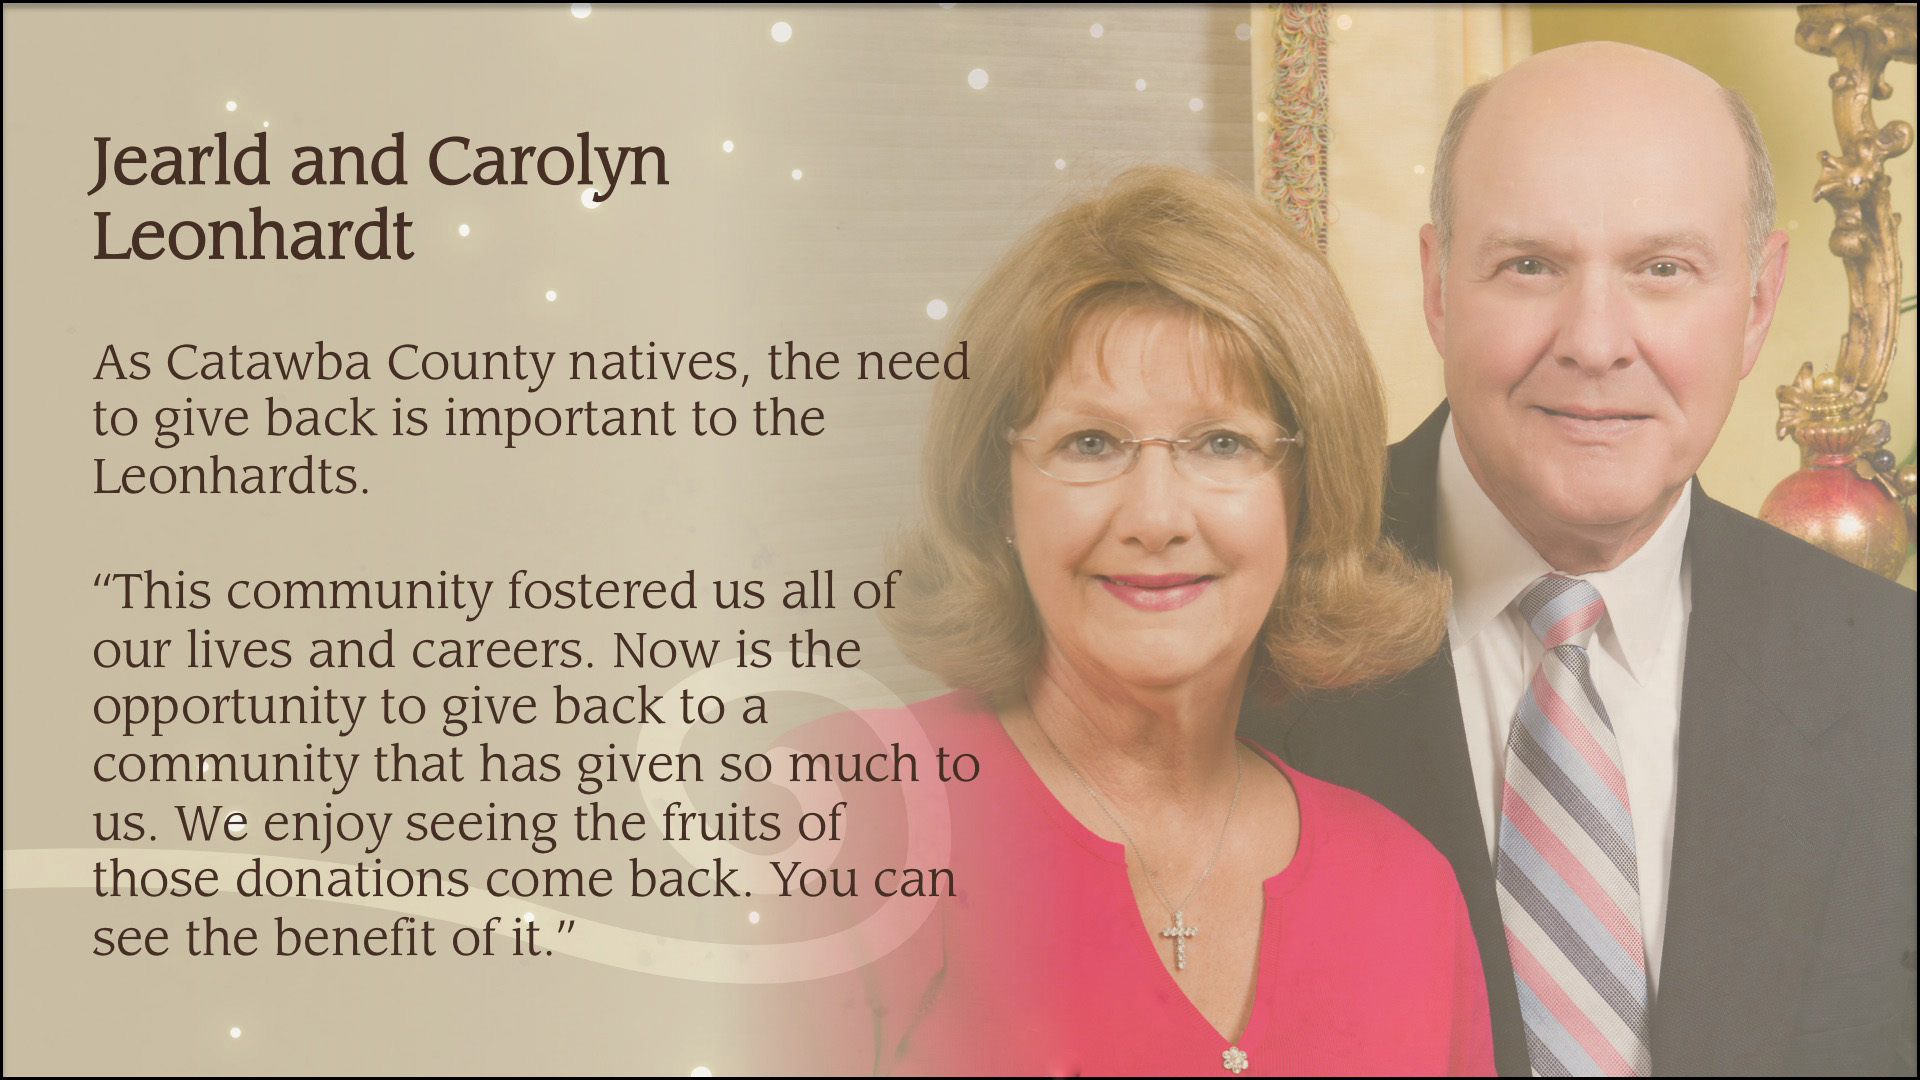 Jearld and Carolyn
Leonhardt
As Catawba County natives, the need
to give back is important to the
Leonhardts.
“This community fostered us all of
our lives and careers. Now is the
opportunity to give back to a
community that has given so much to
us. We enjoy seeing the fruits of
those donations come back. You can
see the benefit of it.”